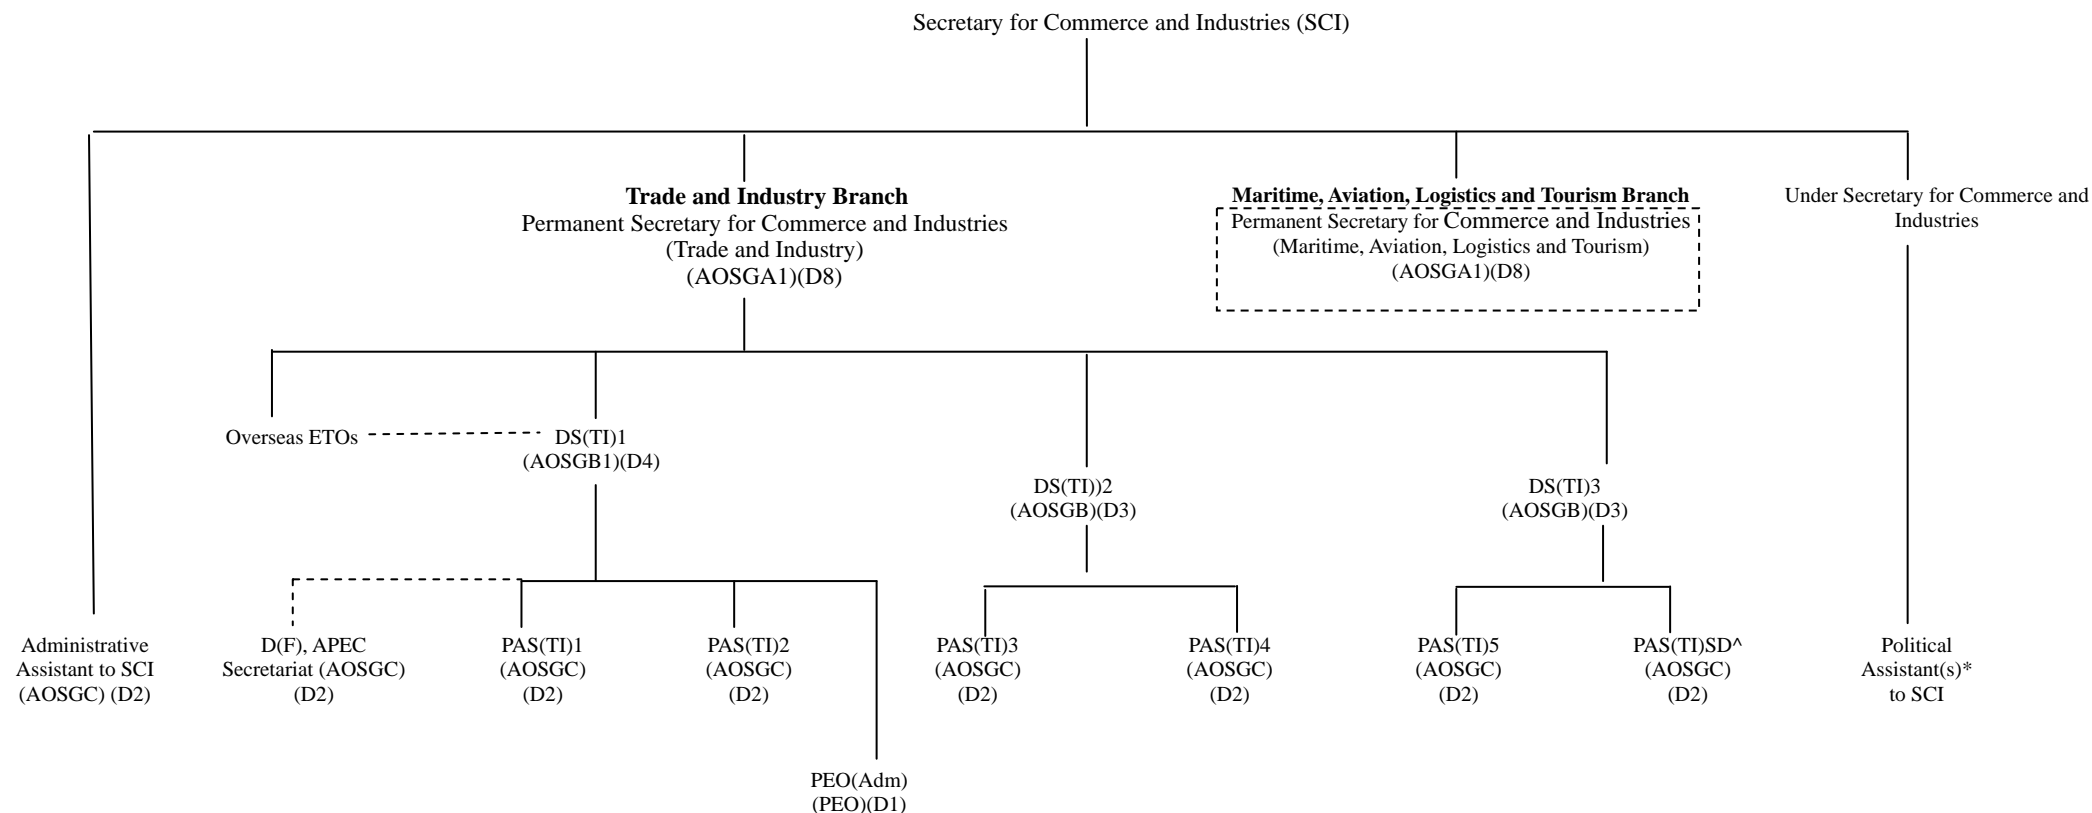 Secretary for Commerce and Industries (SCI)
Trade and Industry Branch
Permanent Secretary for Commerce and Industries
(Trade and Industry)
(AOSGA1)(D8)
Maritime, Aviation, Logistics and Tourism Branch
Permanent Secretary for Commerce and Industries
(Maritime, Aviation, Logistics and Tourism)
(AOSGA1)(D8)
Under Secretary for Commerce and
Industries
Overseas ETOs
DS(TI)1
(AOSGB1)(D4)
DS(TI))2
(AOSGB)(D3)
DS(TI)3
(AOSGB)(D3)
Administrative
Assistant to SCI
(AOSGC) (D2)
D(F), APEC
Secretariat (AOSGC)
(D2)
PAS(TI)1
(AOSGC)
(D2)
PAS(TI)2
(AOSGC)
(D2)
PAS(TI)3
(AOSGC)
(D2)
PAS(TI)4
(AOSGC)
(D2)
PAS(TI)5
(AOSGC)
(D2)
PAS(TI)SD^
(AOSGC)
(D2)
Political
Assistant(s)*
to SCI
PEO(Adm)
(PEO)(D1)